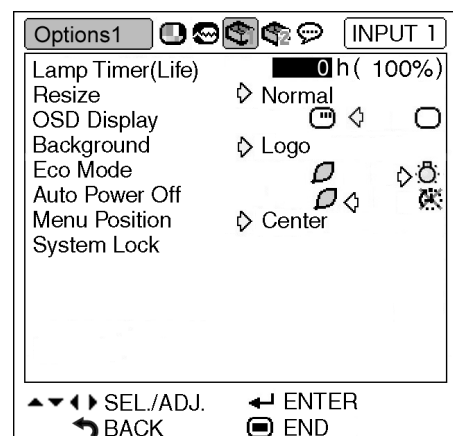 Options1 INPUT 1
Lamp Timer(Life) 0 h ( 100%)
Resize Normal
OSD Display
Background Logo
Eco Mode
Auto Power Off
Menu Position Center
System Lock
SEL./ADJ. ENTER
BACK END